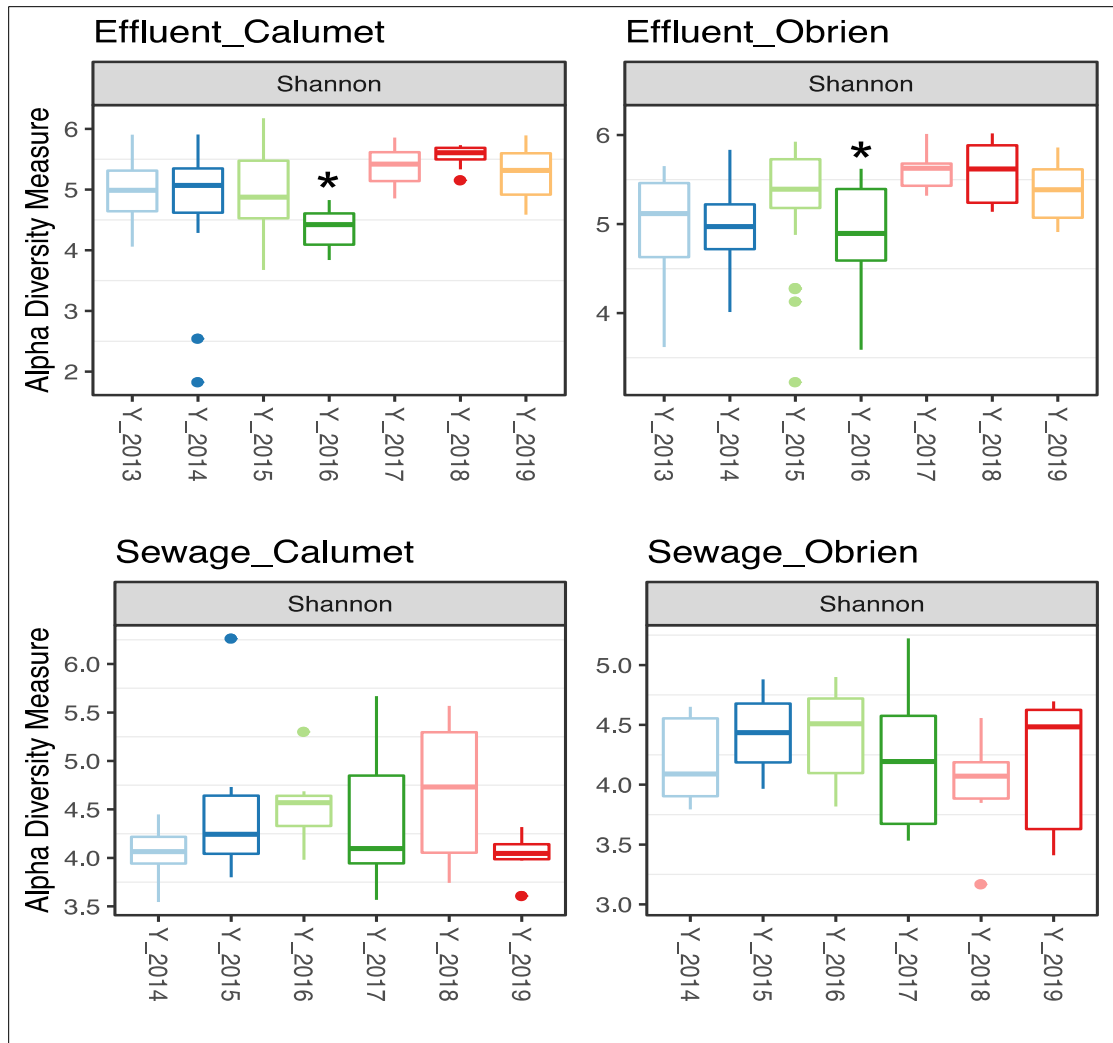 Effluent_Calumet
Effluent_Obrien
Shannon
Shannon
Alpha Diversity Measure
6
5
4
3
2
6
5
4
*
*
Y_2013
Y_2014
Y_2015
Y_2016
Y_2017
Y_2018
Y_2019
Y_2013
Y_2014
Y_2015
Y_2016
Y_2017
Y_2018
Y_2019
Sewage_Calumet
Sewage_Obrien
Shannon
Shannon
Alpha Diversity Measure
6.0
5.5
5.0
4.5
4.0
3.5
5.0
4.5
4.0
3.5
3.0
Y_2014
Y_2015
Y_2016
Y_2017
Y_2018
Y_2019
Y_2014
Y_2015
Y_2016
Y_2017
Y_2018
Y_2019